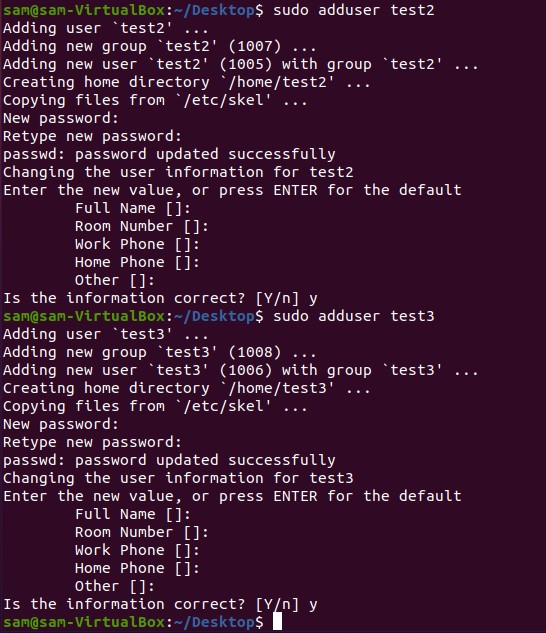 sam@sam-VirtualBox:~/Desktop$ sudo adduser test2
Adding user `test2' ...
Adding new group `test2' (1007) ...
Adding new user `test2' (1005) with group `test2' ...
Creating home directory `/home/test2' ...
Copying files from `/etc/skel' ...
New password:
Retype new password:
passwd: password updated successfully
Changing the user information for test2
Enter the new value, or press ENTER for the default
        Full Name []:
        Room Number []:
        Work Phone []:
        Home Phone []:
        Other []:
Is the information correct? [Y/n] y
sam@sam-VirtualBox:~/Desktop$ sudo adduser test3
Adding user `test3' ...
Adding new group `test3' (1008) ...
Adding new user `test3' (1006) with group `test3' ...
Creating home directory `/home/test3' ...
Copying files from `/etc/skel' ...
New password:
Retype new password:
passwd: password updated successfully
Changing the user information for test3
Enter the new value, or press ENTER for the default
        Full Name []:
        Room Number []:
        Work Phone []:
        Home Phone []:
        Other []:
Is the information correct? [Y/n] y
sam@sam-VirtualBox:~/Desktop$